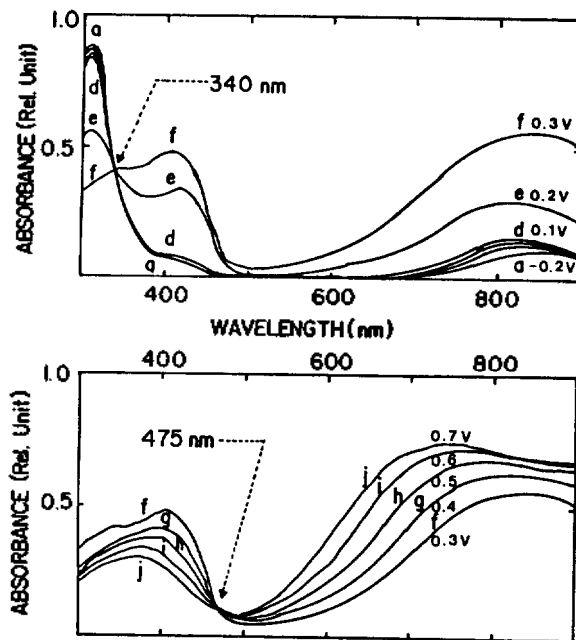 ABSORBANCE (Rel. Unit)
1.0
0.5
a
d
e
f
340 nm
f
e
d
a
f 0.3V
e 0.2V
d 0.1V
a -0.2V
400 600 800
WAVELENGTH (nm)
400 600 800
ABSORBANCE (Rel. Unit)
1.0
0.5
475 nm
f
g
h
i
j
j
i
h
g
f
0.7V
0.6
0.5
0.4
0.3V